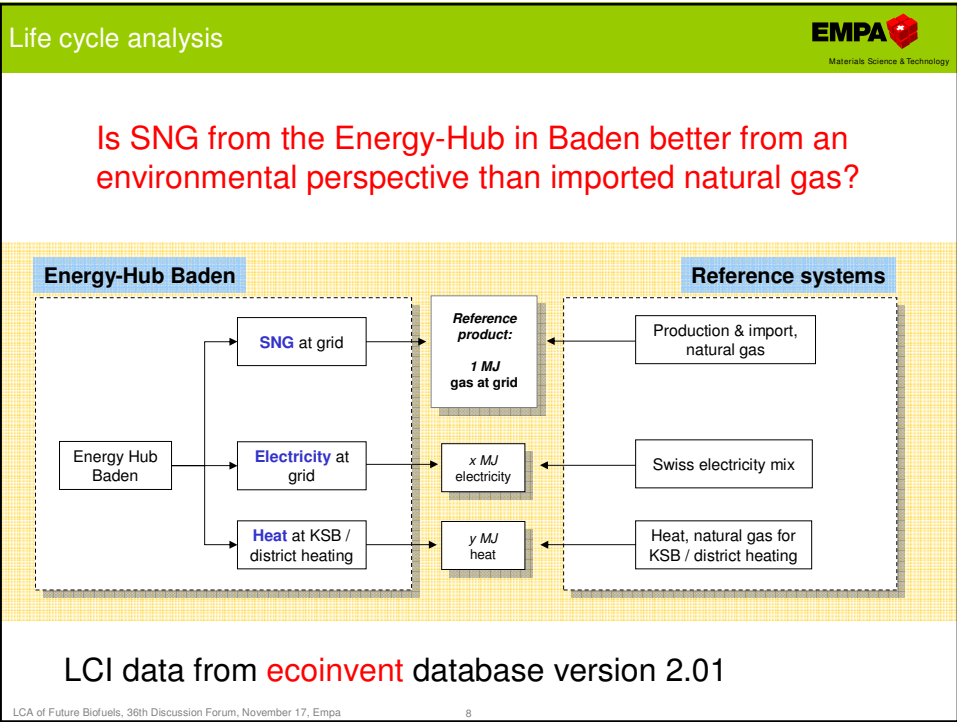 Life cycle analysis
EMPA
Materials Science & Technology
Is SNG from the Energy-Hub in Baden better from an
environmental perspective than imported natural gas?
Energy-Hub Baden
Reference systems
SNG at grid
Reference
product:
1 MJ
gas at grid
Production & import,
natural gas
Energy Hub
Baden
Electricity at
grid
x MJ
electricity
Swiss electricity mix
Heat at KSB /
district heating
y MJ
heat
Heat, natural gas for
KSB / district heating
LCI data from ecoinvent database version 2.01
LCA of Future Biofuels, 36th Discussion Forum, November 17, Empa
8